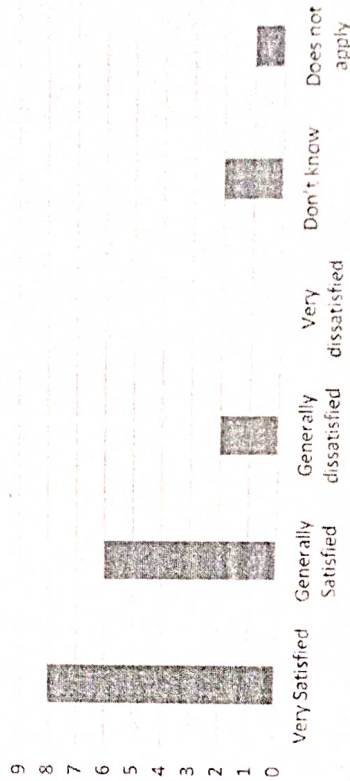 9
8
7
6
5
4
3
2
1
0
Very Satisfied
Generally
Satisfied
Generally
dissatisfied
Very
dissatisfied
Don't know
Does not
apply